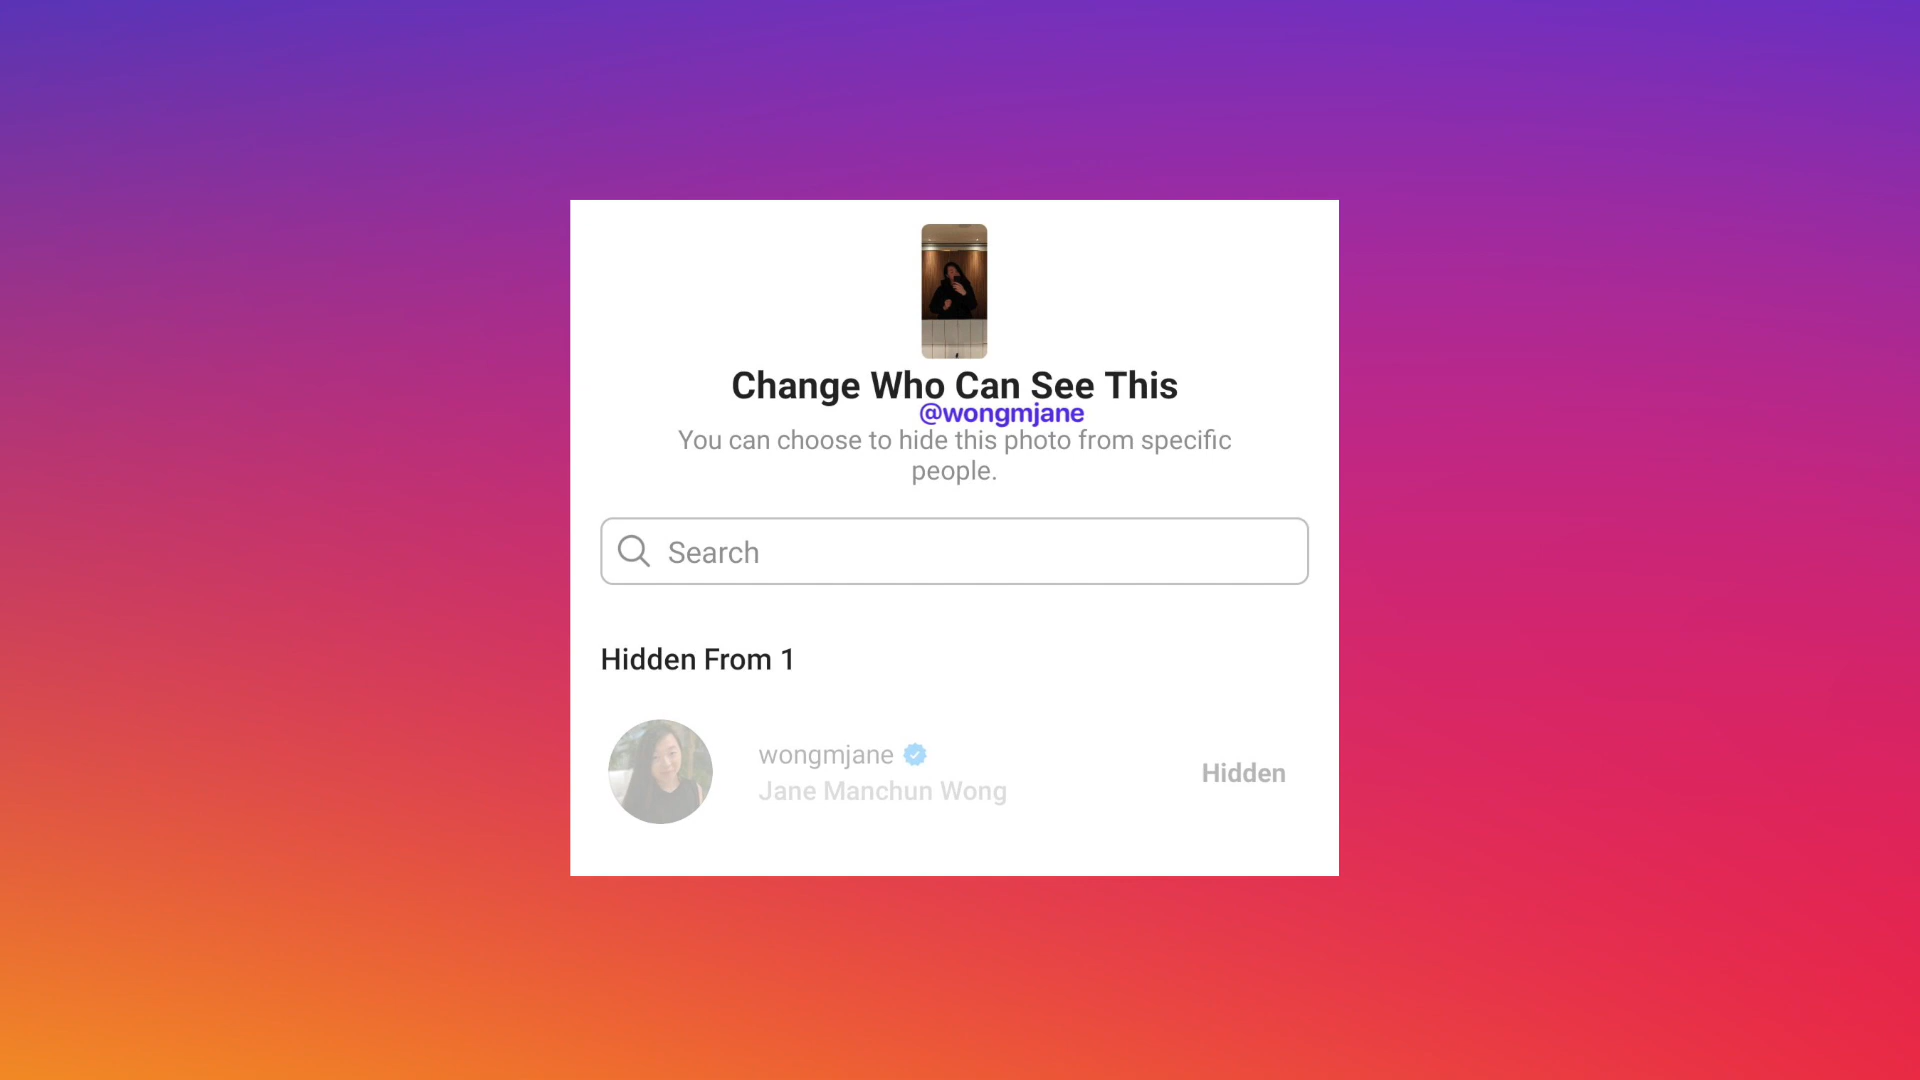 Change Who Can See This
@wongmjane
You can choose to hide this photo from specific
people.
Search
Hidden From 1
wongmjane
Jane Manchun Wong
Hidden